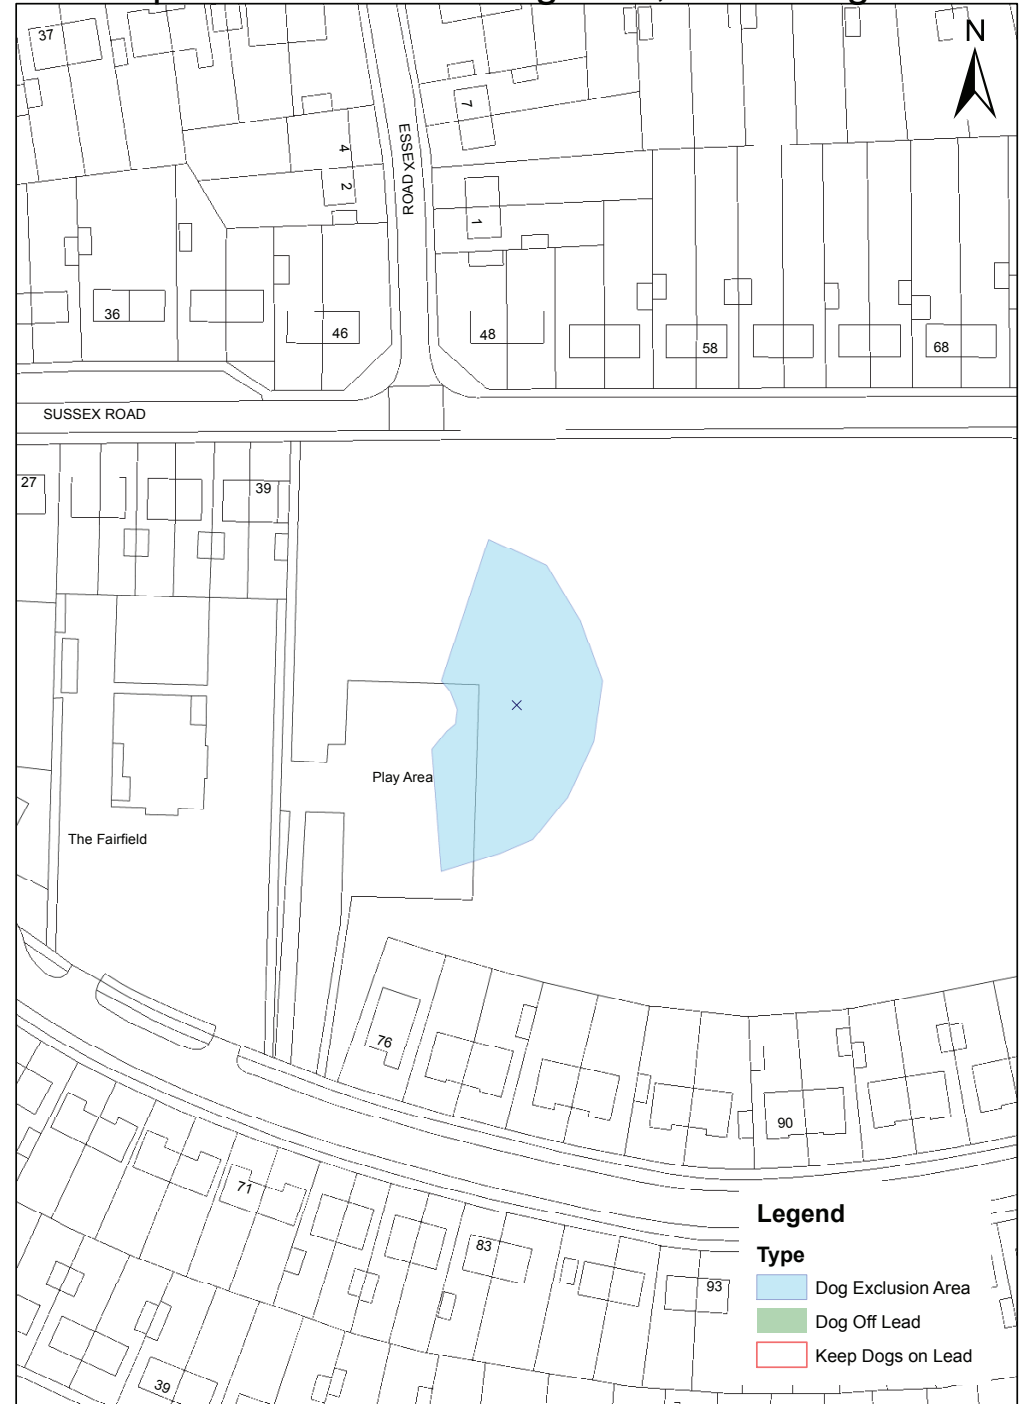 N
37
7
4
2
ESSEX ROAD
1
36
46
48
58
68
SUSSEX ROAD
27
39
Play Area
The Fairfield
76
90
71
83
93
39
Legend
Type
Dog Exclusion Area
Dog Off Lead
Keep Dogs on Lead